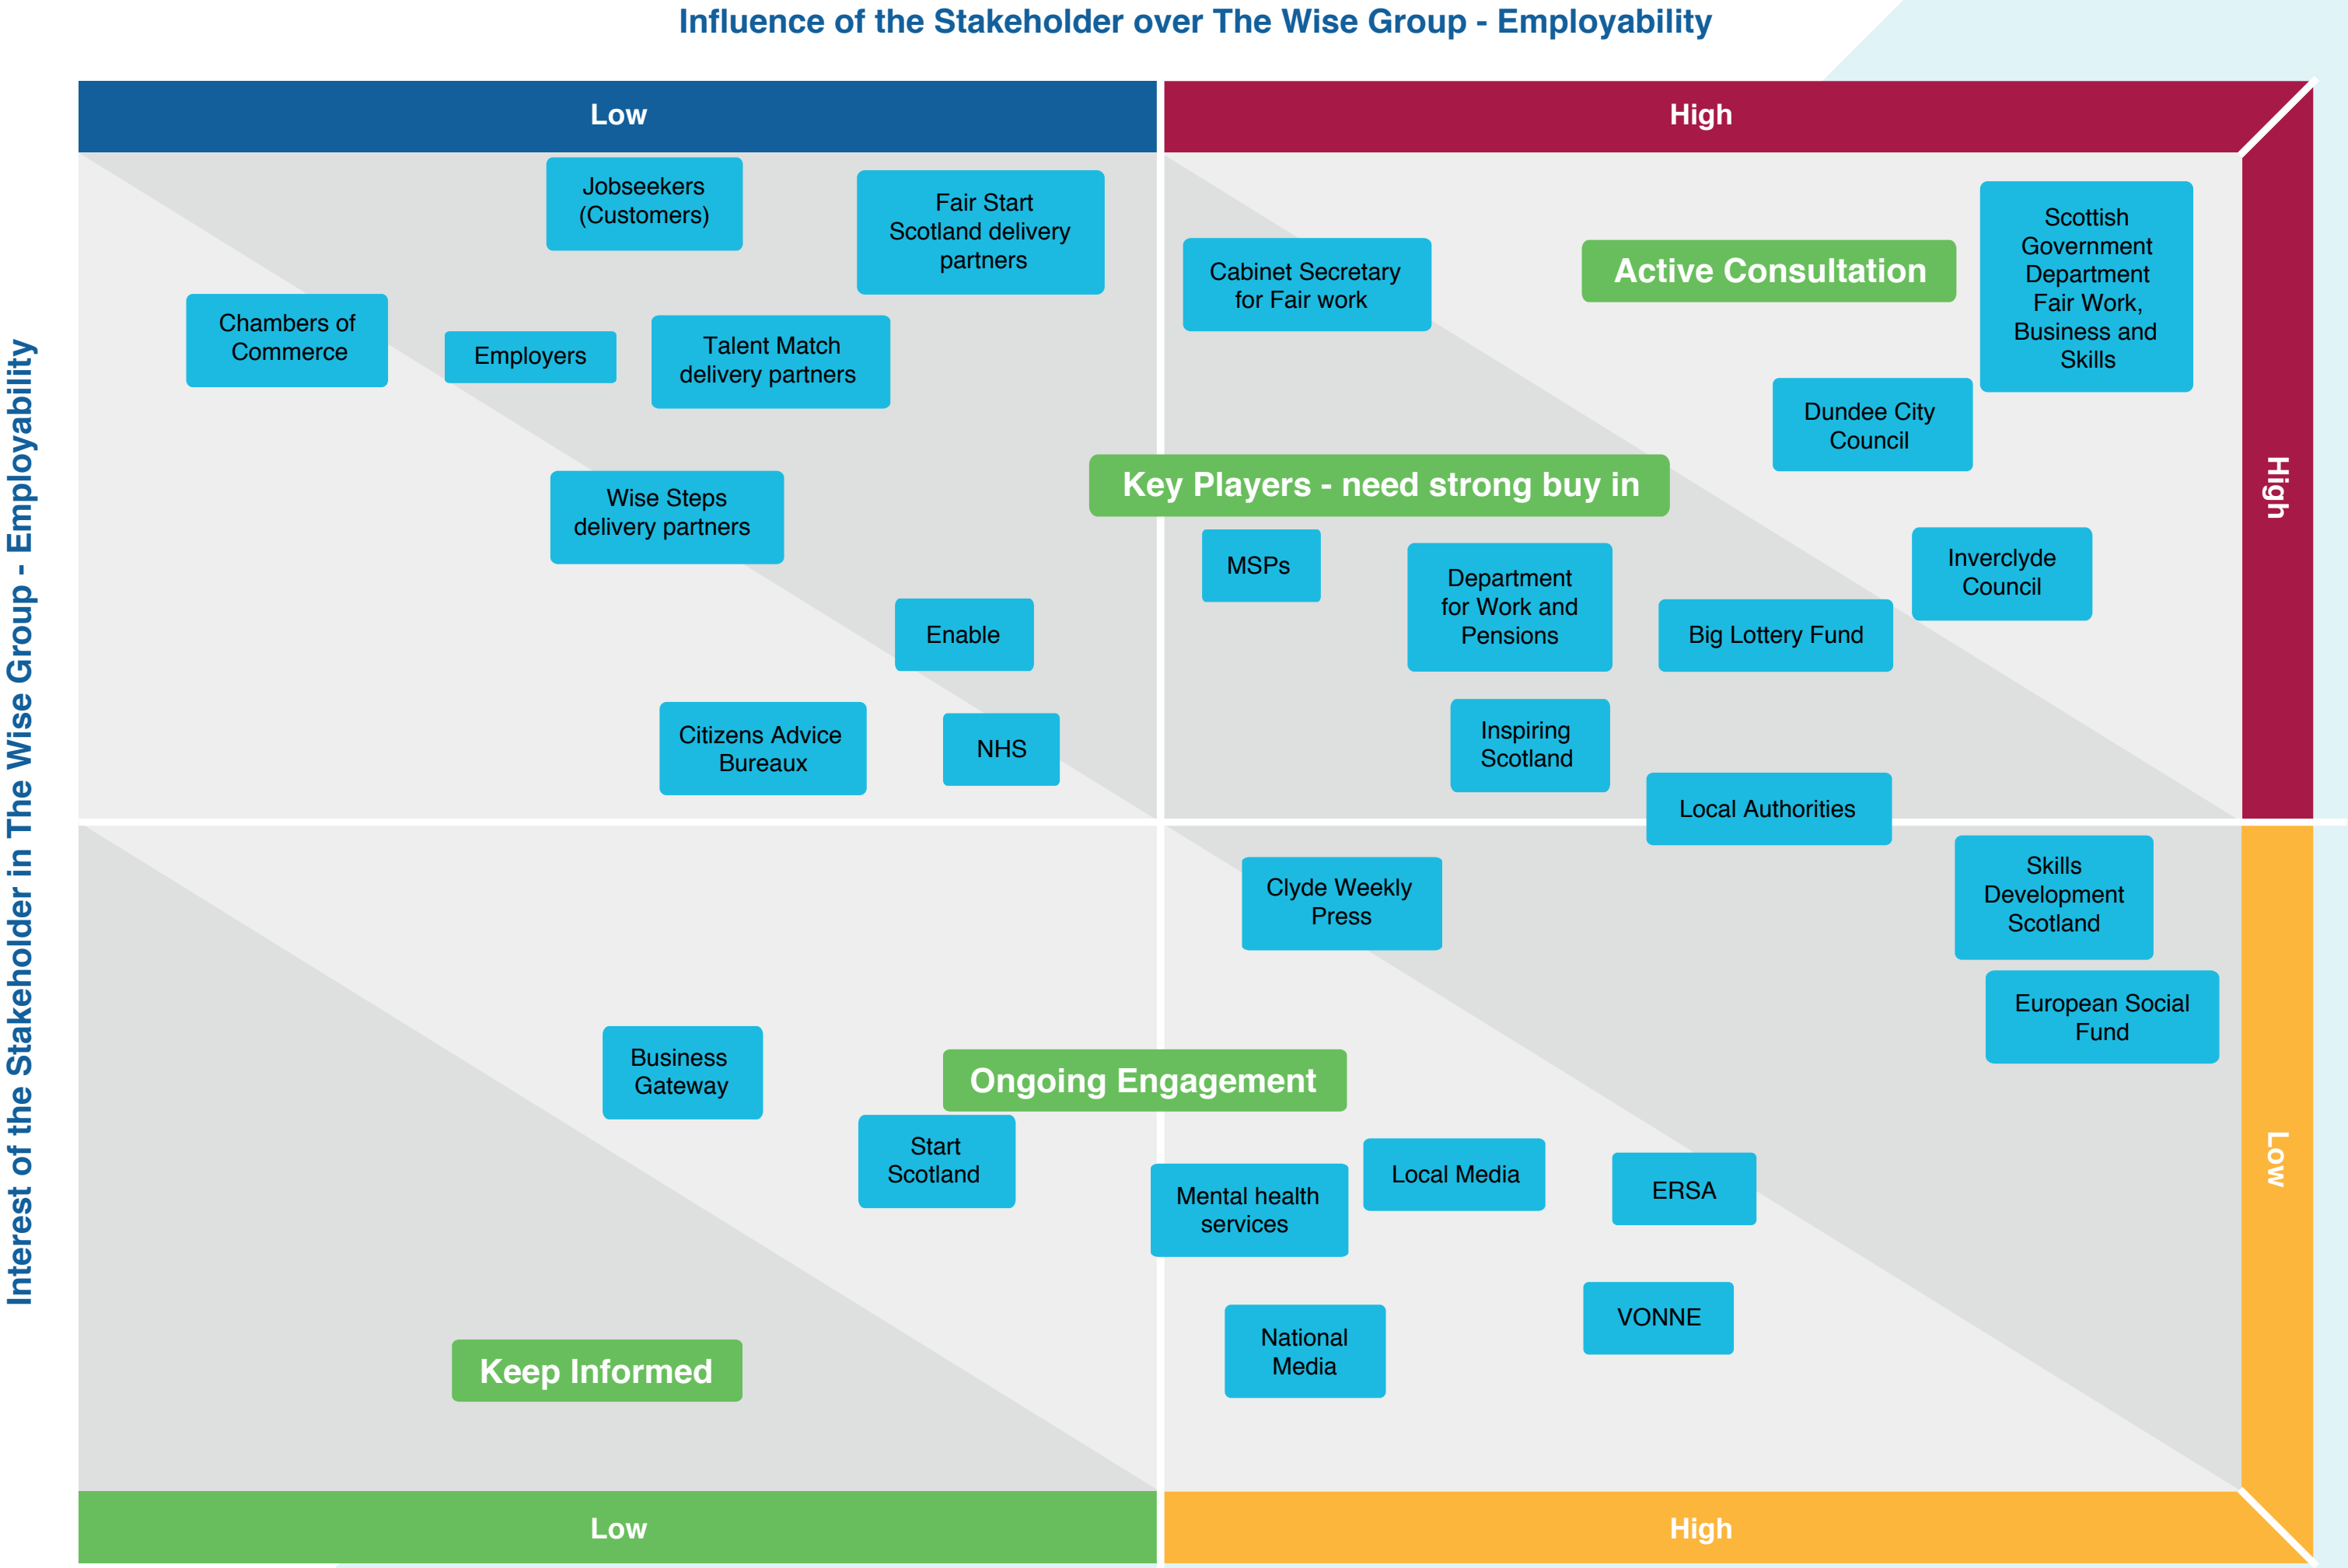 Influence of the Stakeholder over The Wise Group - Employability
Interest of the Stakeholder in The Wise Group - Employability
Low
High
Jobseekers
(Customers)
Fair Start
Scotland delivery
partners
Chambers of
Commerce
Employers
Talent Match
delivery partners
Wise Steps
delivery partners
Enable
Citizens Advice
Bureaux
NHS
Cabinet Secretary
for Fair work
Active Consultation
Scottish
Government
Department
Fair Work,
Business and
Skills
Dundee City
Council
Key Players - need strong buy in
High
MSPs
Department
for Work and
Pensions
Big Lottery Fund
Inverclyde
Council
Inspiring
Scotland
Local Authorities
Clyde Weekly
Press
Skills
Development
Scotland
European Social
Fund
Business
Gateway
Ongoing Engagement
Start
Scotland
Mental health
services
Local Media
ERSA
Low
National
Media
VONNE
Keep Informed
Low
High